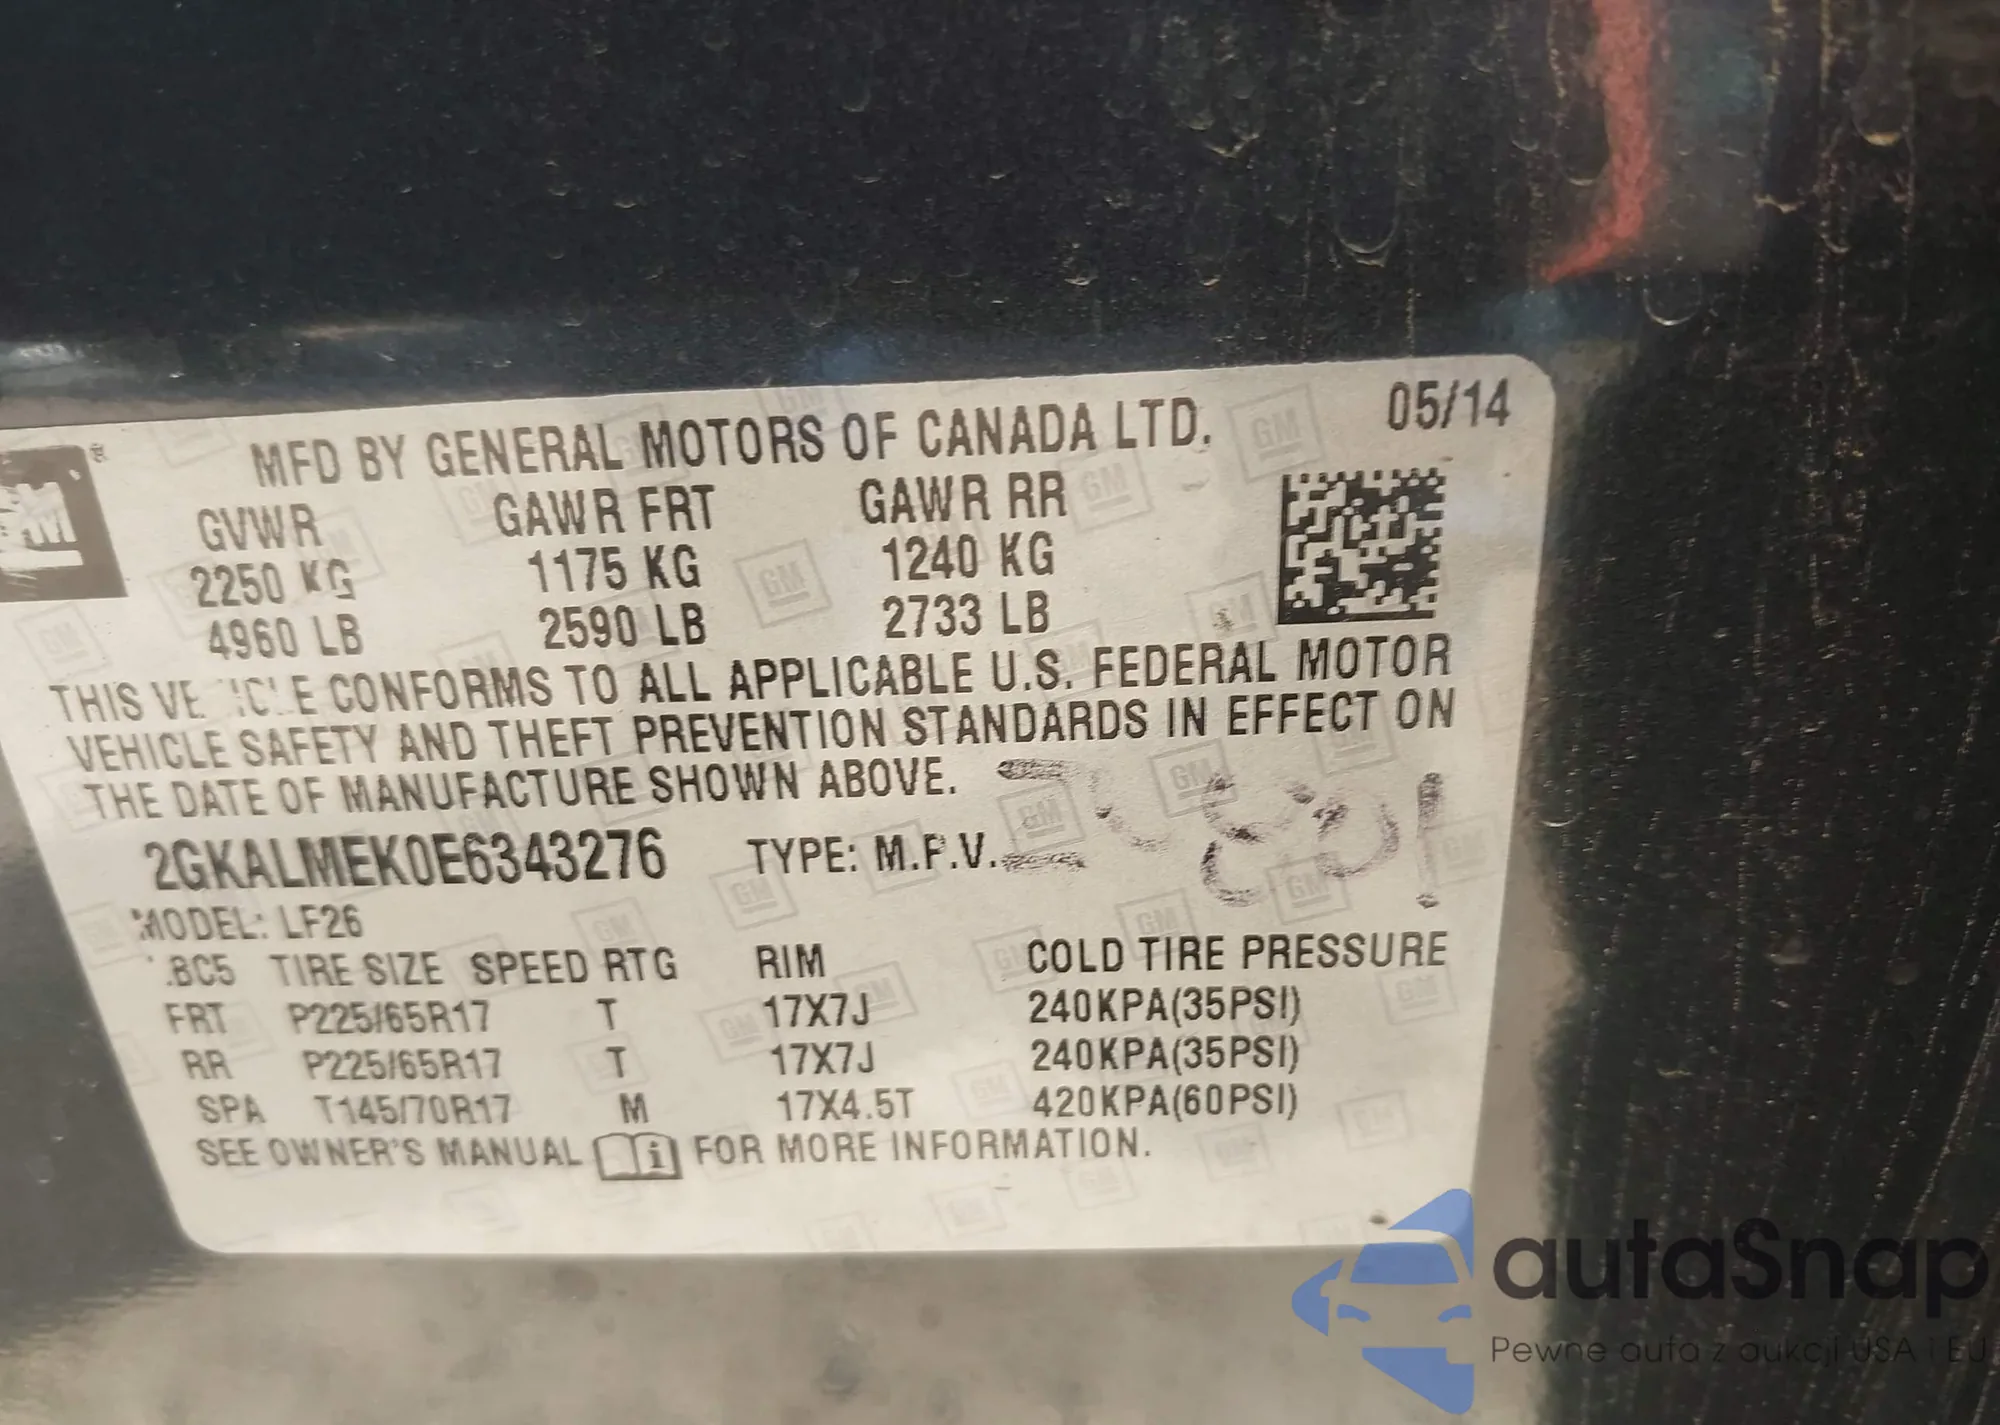 MFD BY GENERAL MOTORS OF CANADA LTD. 05/14
GM
GVWR GAWR FRT GAWR RR
2250 KG 1175 KG 1240 KG
4960 LB 2590 LB 2733 LB
THIS VEHICLE CONFORMS TO ALL APPLICABLE U.S. FEDERAL MOTOR
VEHICLE SAFETY AND THEFT PREVENTION STANDARDS IN EFFECT ON
THE DATE OF MANUFACTURE SHOWN ABOVE.
2GKALMEK0E6343276 TYPE: M.P.V.
MODEL: LF26
TIRE SIZE SPEED RTG RIM COLD TIRE PRESSURE
FRT P225/65R17 T 17X7J 240KPA(35PSI)
RR P225/65R17 T 17X7J 240KPA(35PSI)
SPA T145/70R17 M 17X4.5T 420KPA(60PSI)
SEE OWNER'S MANUAL FOR MORE INFORMATION.
autaSnap
Pewne auta z aukcji USA i EU